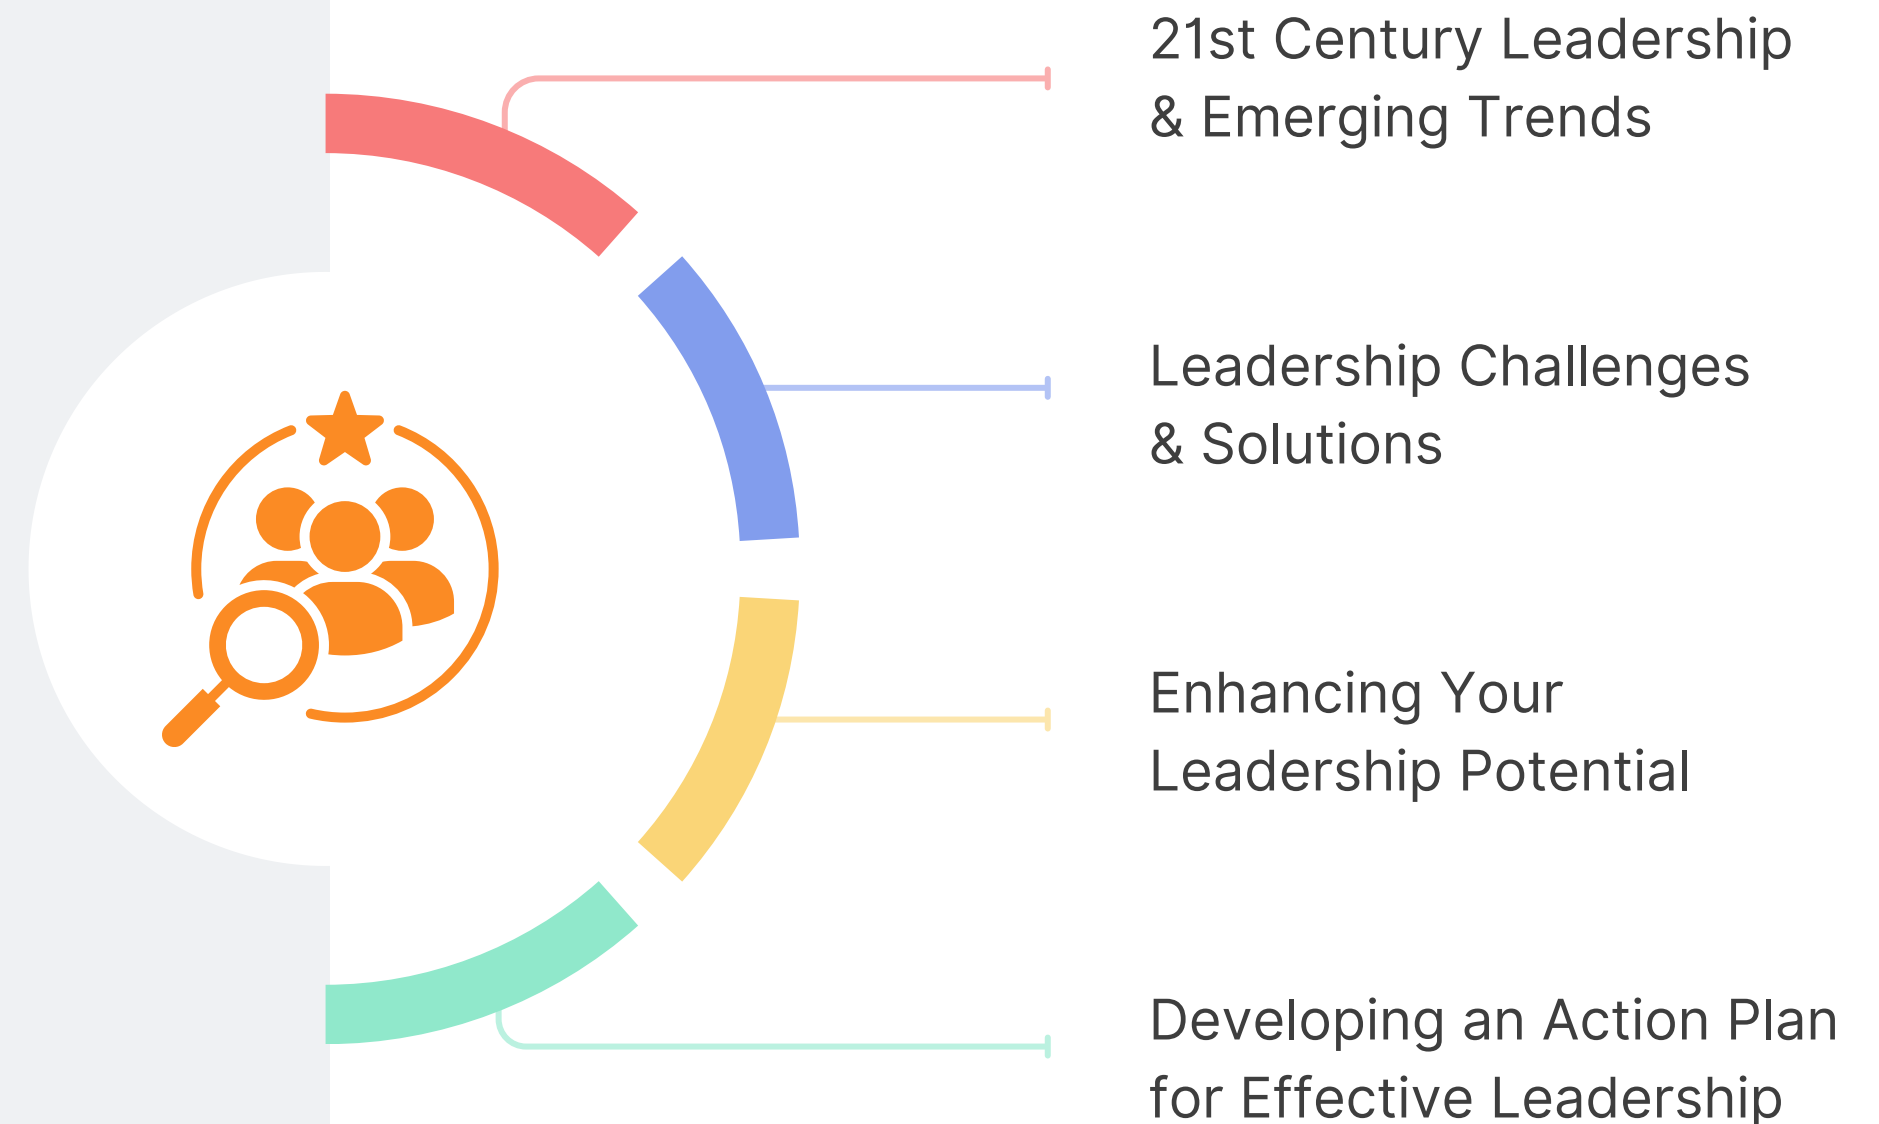 21st Century Leadership
& Emerging Trends
Leadership Challenges
& Solutions
Enhancing Your
Leadership Potential
Developing an Action Plan
for Effective Leadership